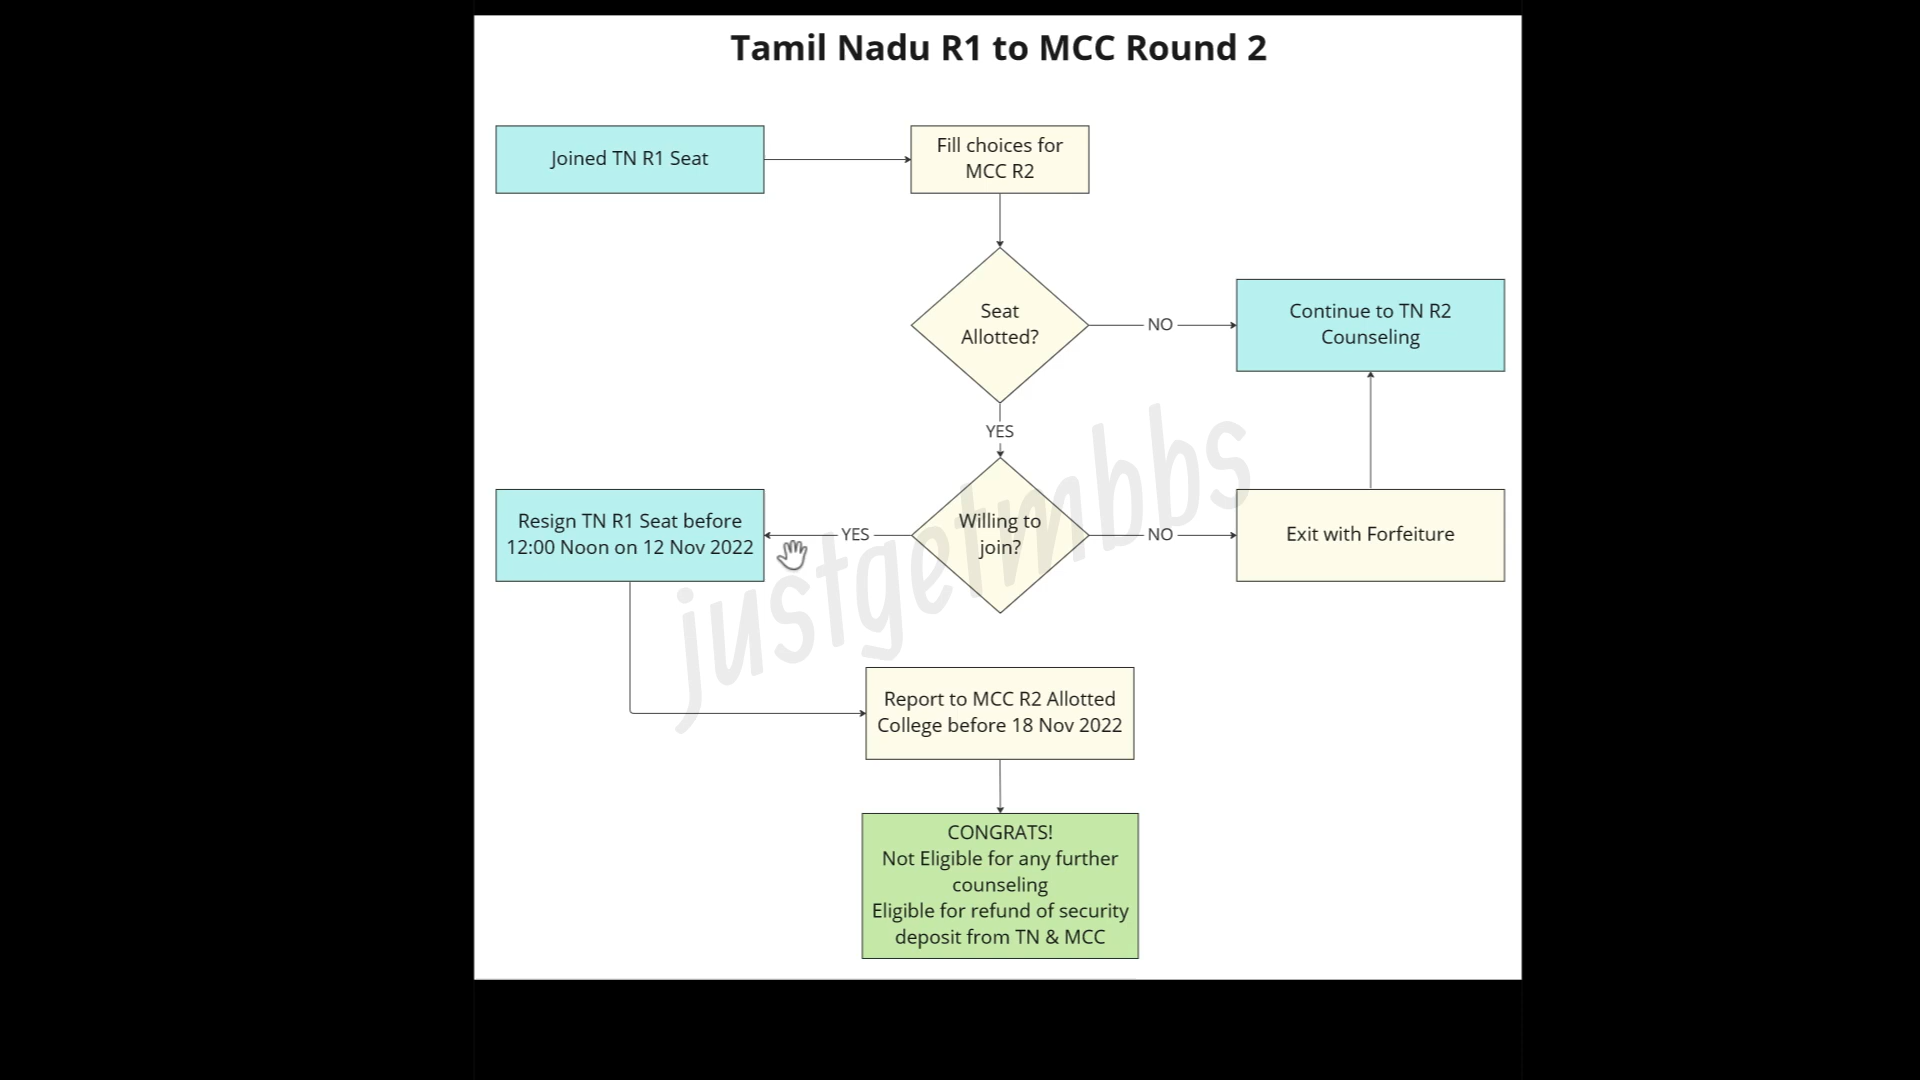 Tamil Nadu R1 to MCC Round 2
Joined TN R1 Seat
Fill choices for
MCC R2
Seat
Allotted?
NO
Continue to TN R2
Counseling
YES
Resign TN R1 Seat before
12:00 Noon on 12 Nov 2022
YES
Willing to
join?
NO
Exit with Forfeiture
justgetmbbs
Report to MCC R2 Allotted
College before 18 Nov 2022
CONGRATS!
Not Eligible for any further
counseling
Eligible for refund of security
deposit from TN & MCC